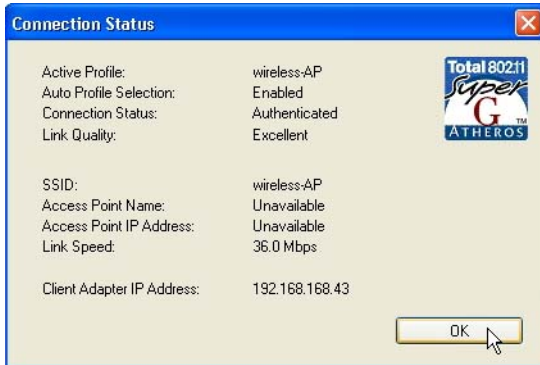 Connection Status
Total 802.11
Super
G
TM
ATHEROS
Active Profile: wireless-AP
Auto Profile Selection: Enabled
Connection Status: Authenticated
Link Quality: Excellent
SSID: wireless-AP
Access Point Name: Unavailable
Access Point IP Address: Unavailable
Link Speed: 36.0 Mbps
Client Adapter IP Address: 192.168.168.43
OK